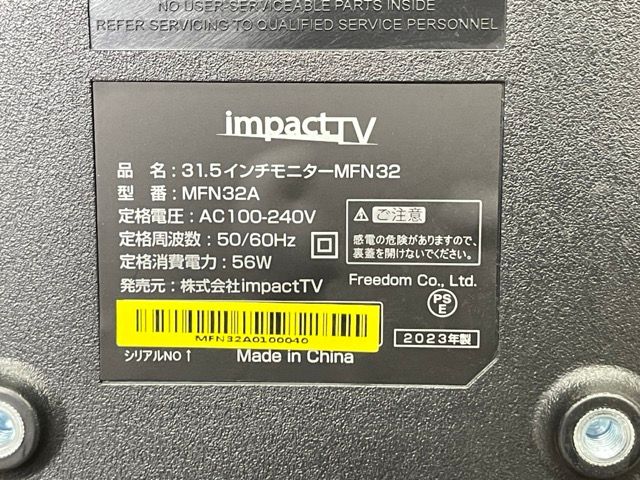 NO USER-SERVICEABLE PARTS INSIDE
REFER SERVICING TO QUALIFIED SERVICE PERSONNEL
impactTV
品 名：31.5インチモニターMFN32
型 番：MFN32A
定格電圧：AC100-240V
定格周波数：50/60Hz
定格消費電力：56W
発売元：株式会社impactTV
ご注意
感電の危険がありますので、
裏蓋を開けないでください。
Freedom Co., Ltd.
PS
E
MFN32A0100040
シリアルNO↑
Made in China
2023年製